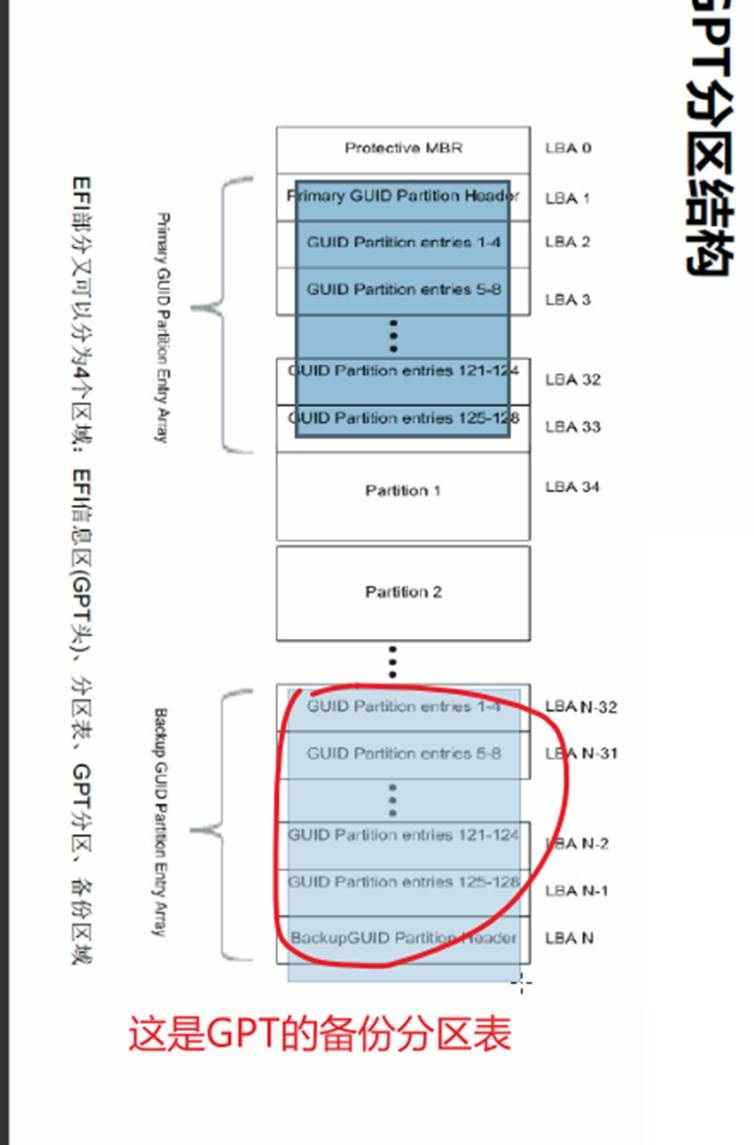 GPT分区结构
Protective MBR LBA 0
Primary GUID Partition Header LBA 1
GUID Partition entries 1-4 LBA 2
GUID Partition entries 5-8 LBA 3
GUID Partition entries 121-124 LBA 32
GUID Partition entries 125-128 LBA 33
Primary GUID Partition Entry Array
Partition 1 LBA 34
Partition 2
GUID Partition entries 1-4 LBA N-32
GUID Partition entries 5-8 LBA N-31
GUID Partition entries 121-124 LBA N-2
GUID Partition entries 125-128 LBA N-1
BackupGUID Partition Header LBA N
Backup GUID Partition Entry Array
EFI部分又可以分为4个区域：EFI信息区(GPT头)、分区表、GPT分区、备份区域
这是GPT的备份分区表